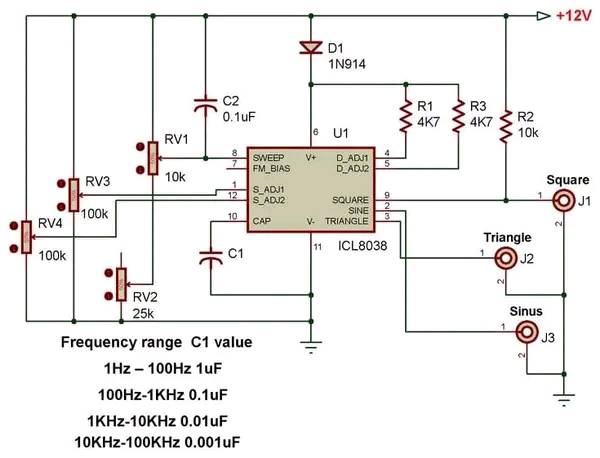 +12V
D1
1N914
C2
0.1uF
R1
4K7
R3
4K7
R2
10k
6
U1
RV1
10k
8
SWEEP
V+
D_ADJ1
4
7
FM_BIAS
D_ADJ2
5
RV3
100k
1
S_ADJ1
12
S_ADJ2
SQUARE
9
SINE
2
10
CAP
V-
TRIANGLE
3
Square
1
J1
2
RV4
100k
50%
50%
50%
50%
11
ICL8038
C1
Triangle
1
J2
2
RV2
25k
Sinus
1
J3
2
Frequency range C1 value
1Hz – 100Hz 1uF
100Hz-1KHz 0.1uF
1KHz-10KHz 0.01uF
10KHz-100KHz 0.001uF